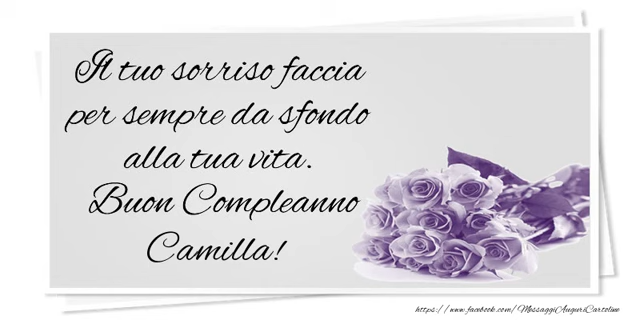 Il tuo sorriso faccia
per sempre da sfondo
alla tua vita.
Buon Compleanno
Camilla!
https://www.facebook.com/MessaggiAuguriCartoline